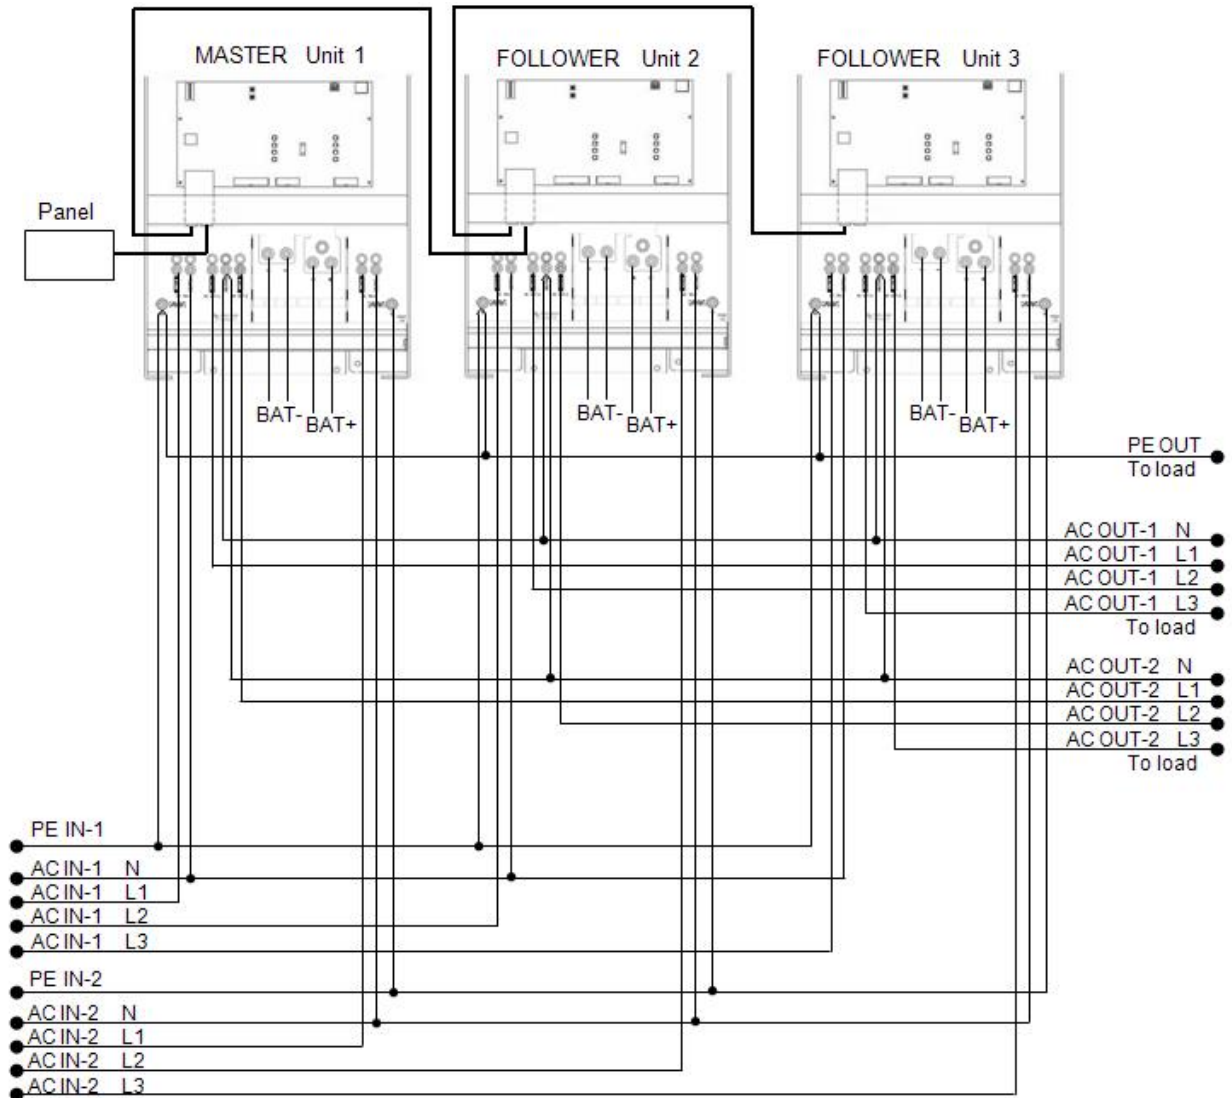 MASTER Unit 1
FOLLOWER Unit 2
FOLLOWER Unit 3
Panel
BAT-
BAT+
BAT-
BAT+
BAT-
BAT+
PE OUT
To load
AC OUT-1 N
AC OUT-1 L1
AC OUT-1 L2
AC OUT-1 L3
To load
AC OUT-2 N
AC OUT-2 L1
AC OUT-2 L2
AC OUT-2 L3
To load
PE IN-1
AC IN-1 N
AC IN-1 L1
AC IN-1 L2
AC IN-1 L3
PE IN-2
AC IN-2 N
AC IN-2 L1
AC IN-2 L2
AC IN-2 L3